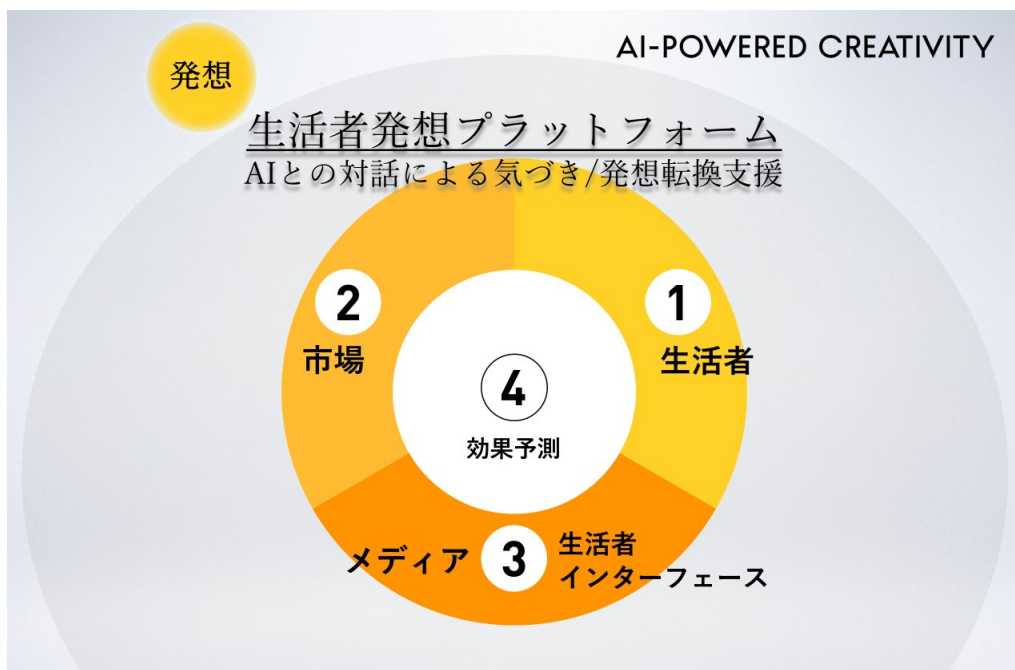 AI-POWERED CREATIVITY
発想
生活者発想プラットフォーム
AIとの対話による気づき/発想転換支援
1
生活者
2
市場
3
メディア
生活者
インターフェース
4
効果予測